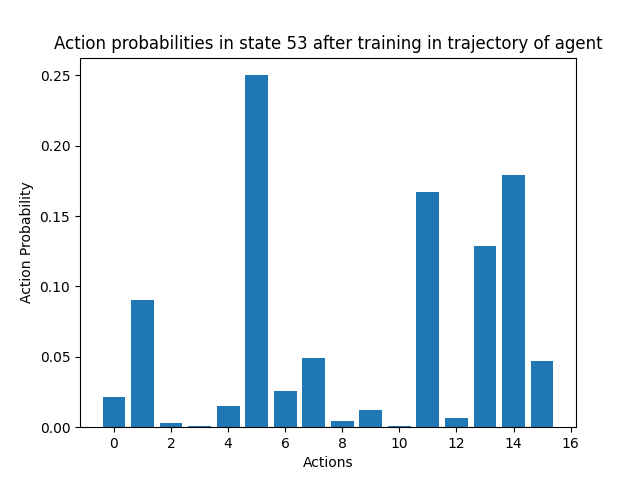 Action probabilities in state 53 after training in trajectory of agent
0.25
0.20
0.15
0.10
0.05
0.00
Action Probability
0 2 4 6 8 10 12 14 16
Actions